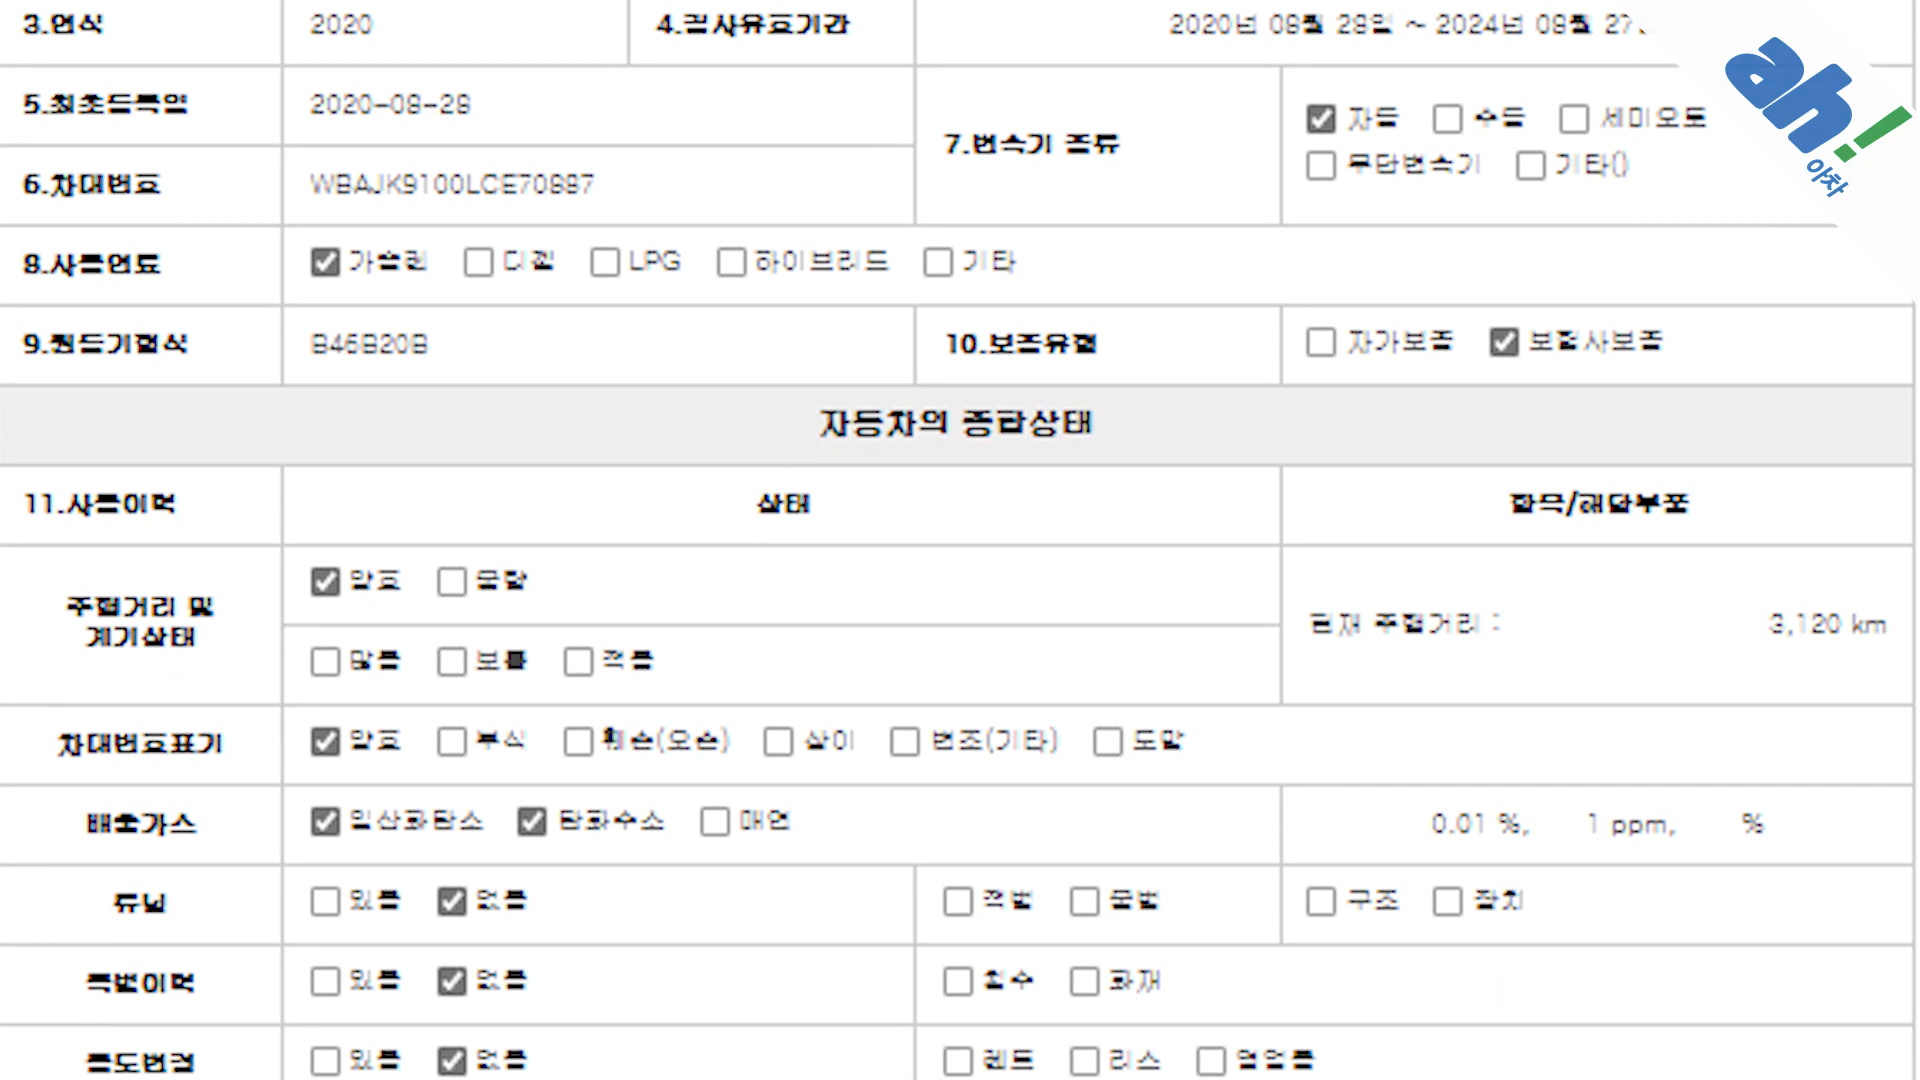 3.연식 2020 4.검사유효기간 2020년 08월 28일 ~ 2024년 08월 27
5.최초등록일 2020-08-28
7.변속기 종류 자동 수동 세미오토
무단변속기 기타()
6.차대번호 WBAJK9100LCE70887
8.사용연료 가솔린 디젤 LPG 하이브리드 기타
9.원동기형식 B46B20B 10.보증유형 자가보증 보험사보증
자동차의 종합상태
11.사용이력 상태 항목/해당부품
주행거리 및
계기상태
양호 불량
많음 보통 적음
현재 주행거리 : 3,120 km
차대번호표기 양호 부식 훼손(오손) 상이 변조(기타) 도말
배출가스 일산화탄소 탄화수소 매연 0.01 %, 1 ppm, %
튜닝 있음 없음 적법 불법 구조 장치
특별이력 있음 없음 침수 화재
용도변경 있음 없음 렌트 리스 영업용
ah!
아차